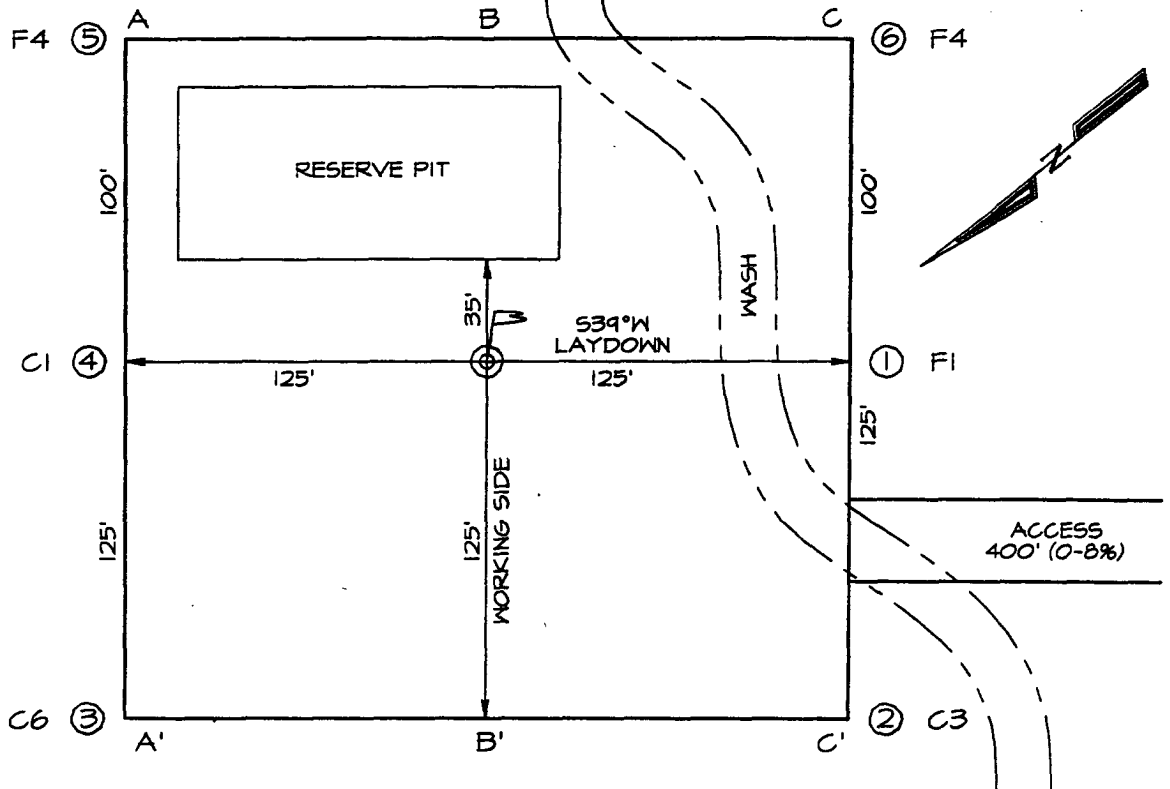 A B C
F4 ⑤ ⑥ F4
RESERVE PIT
100' 100'
N
WASH
35'
S39°W
LAYDOWN
C1 ④ ① F1
125' 125'
125'
WORKING SIDE
125' 125'
ACCESS
400' (0-8%)
C6 ③ ② C3
A' B' C'